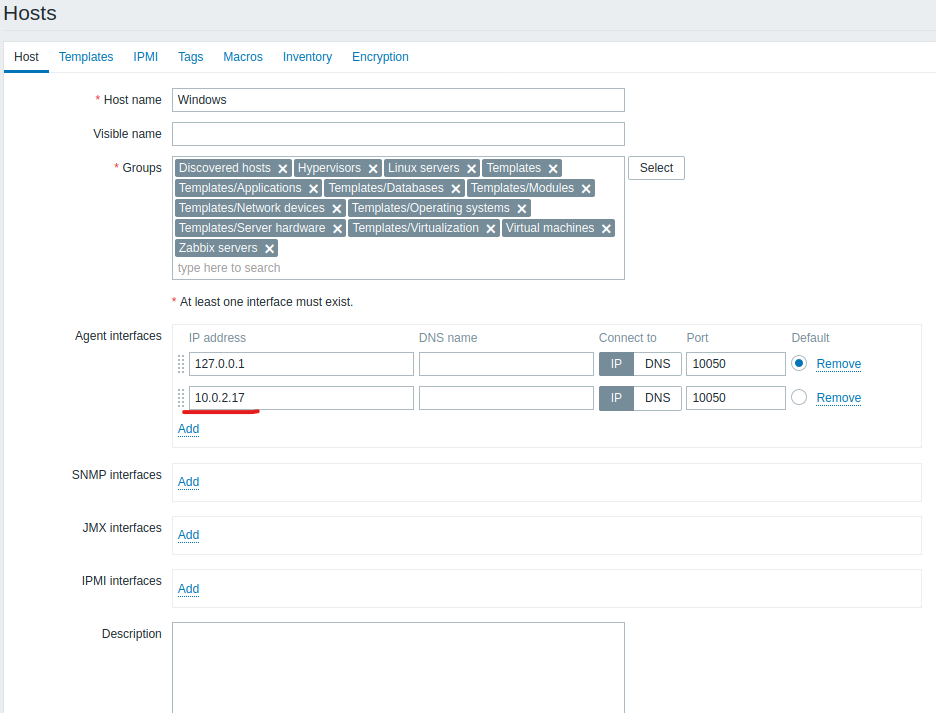 Hosts
Host Templates IPMI Tags Macros Inventory Encryption
* Host name Windows
Visible name
* Groups Discovered hosts × Hypervisors × Linux servers × Templates × Select
Templates/Applications × Templates/Databases × Templates/Modules ×
Templates/Network devices × Templates/Operating systems ×
Templates/Server hardware × Templates/Virtualization × Virtual machines ×
Zabbix servers ×
type here to search
* At least one interface must exist.
Agent interfaces IP address DNS name Connect to Port Default
127.0.0.1 IP DNS 10050 Remove
10.0.2.17 IP DNS 10050 Remove
Add
SNMP interfaces Add
JMX interfaces Add
IPMI interfaces Add
Description